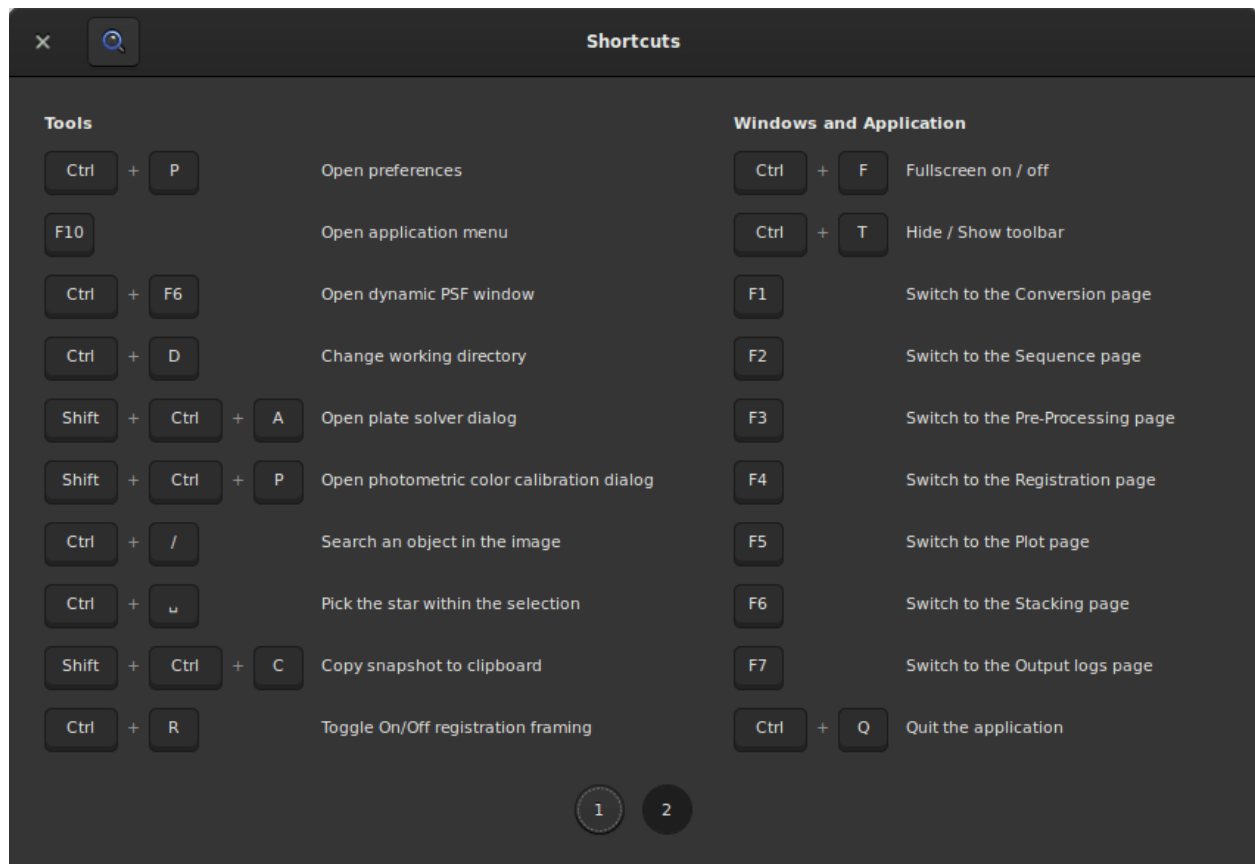 Shortcuts
Tools
Ctrl + P Open preferences
F10 Open application menu
Ctrl + F6 Open dynamic PSF window
Ctrl + D Change working directory
Shift + Ctrl + A Open plate solver dialog
Shift + Ctrl + P Open photometric color calibration dialog
Ctrl + / Search an object in the image
Ctrl + ␣ Pick the star within the selection
Shift + Ctrl + C Copy snapshot to clipboard
Ctrl + R Toggle On/Off registration framing
Windows and Application
Ctrl + F Fullscreen on / off
Ctrl + T Hide / Show toolbar
F1 Switch to the Conversion page
F2 Switch to the Sequence page
F3 Switch to the Pre-Processing page
F4 Switch to the Registration page
F5 Switch to the Plot page
F6 Switch to the Stacking page
F7 Switch to the Output logs page
Ctrl + Q Quit the application
1 2